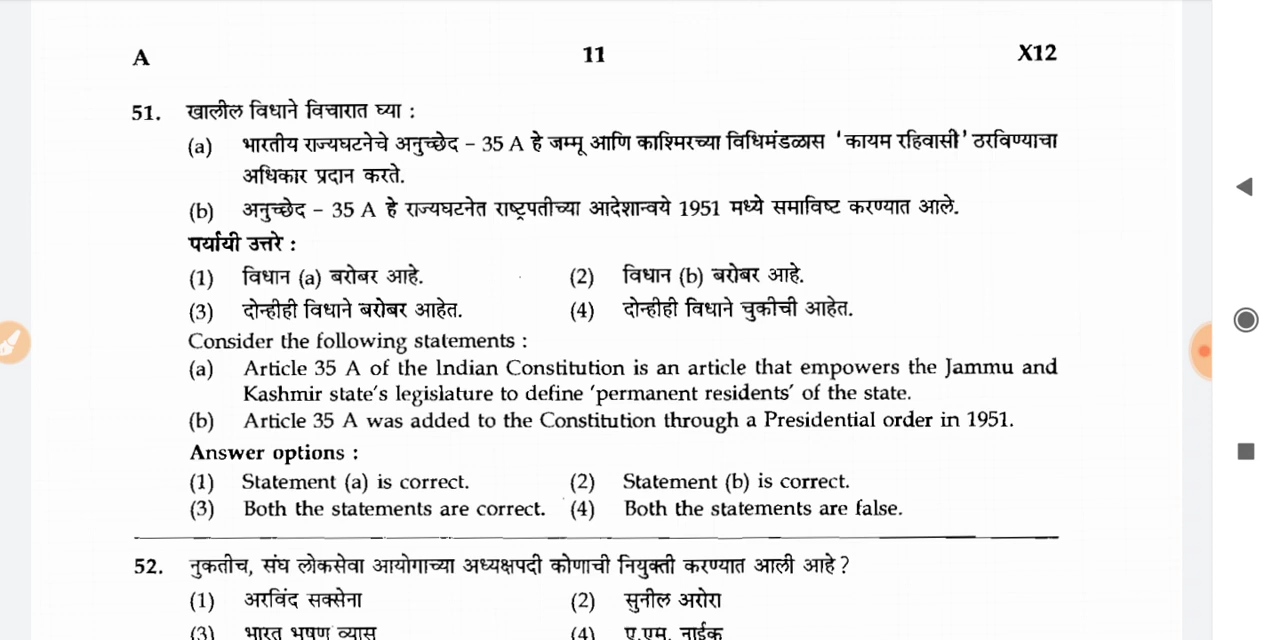 A 11 X12
51. खालील विधाने विचारात घ्या :
(a) भारतीय राज्यघटनेचे अनुच्छेद – 35 A हे जम्मू आणि काश्मिरच्या विधिमंडळास 'कायम रहिवासी' ठरविण्याचा
अधिकार प्रदान करते.
(b) अनुच्छेद – 35 A हे राज्यघटनेत राष्ट्रपतीच्या आदेशान्वये 1951 मध्ये समाविष्ट करण्यात आले.
पर्यायी उत्तरे :
(1) विधान (a) बरोबर आहे. (2) विधान (b) बरोबर आहे.
(3) दोन्हीही विधाने बरोबर आहेत. (4) दोन्हीही विधाने चुकीची आहेत.
Consider the following statements :
(a) Article 35 A of the Indian Constitution is an article that empowers the Jammu and
Kashmir state's legislature to define 'permanent residents' of the state.
(b) Article 35 A was added to the Constitution through a Presidential order in 1951.
Answer options :
(1) Statement (a) is correct. (2) Statement (b) is correct.
(3) Both the statements are correct. (4) Both the statements are false.
52. नुकतीच, संघ लोकसेवा आयोगाच्या अध्यक्षपदी कोणाची नियुक्ती करण्यात आली आहे ?
(1) अरविंद सक्सेना (2) सुनील अरोरा
(3) भारत भूषण व्यास (4) ए.एम. नाईक